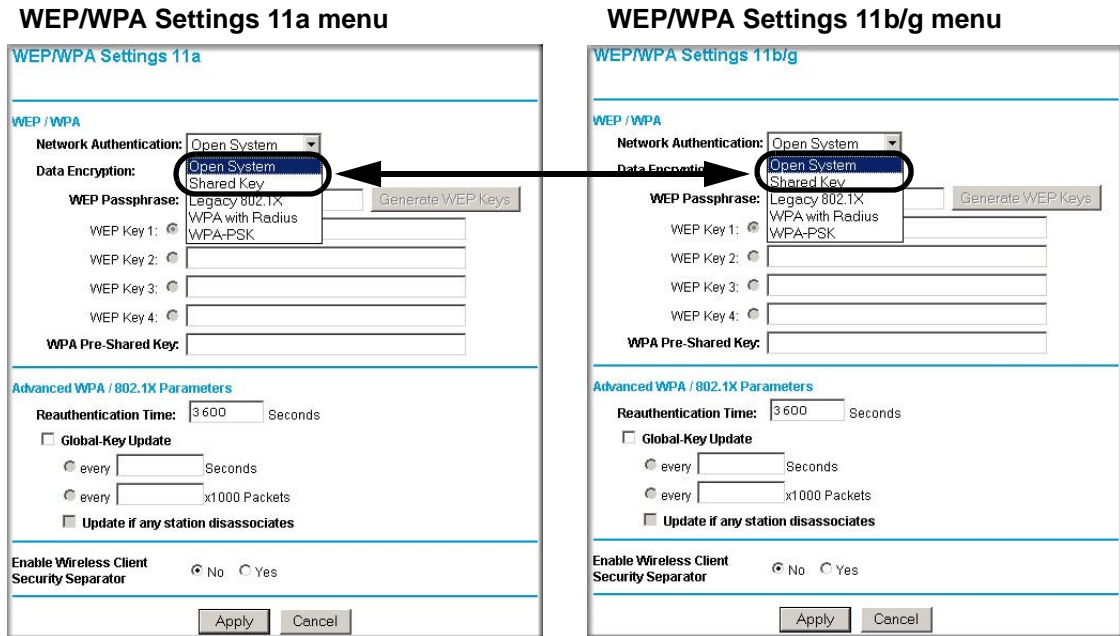 WEP/WPA Settings 11a menu
WEP/WPA Settings 11a
WEP / WPA
Network Authentication: Open System
Open System
Shared Key
Legacy 802.1X
WPA with Radius
WPA-PSK
Data Encryption:
WEP Passphrase: Generate WEP Keys
WEP Key 1:
WEP Key 2:
WEP Key 3:
WEP Key 4:
WPA Pre-Shared Key:
Advanced WPA / 802.1X Parameters
Reauthentication Time: 3600 Seconds
Global-Key Update
every Seconds
every x1000 Packets
Update if any station disassociates
Enable Wireless Client
Security Separator
No Yes
Apply Cancel
WEP/WPA Settings 11b/g menu
WEP/WPA Settings 11b/g
WEP / WPA
Network Authentication: Open System
Open System
Shared Key
Legacy 802.1X
WPA with Radius
WPA-PSK
Data Encryption
WEP Passphrase: Generate WEP Keys
WEP Key 1:
WEP Key 2:
WEP Key 3:
WEP Key 4:
WPA Pre-Shared Key:
Advanced WPA / 802.1X Parameters
Reauthentication Time: 3600 Seconds
Global-Key Update
every Seconds
every x1000 Packets
Update if any station disassociates
Enable Wireless Client
Security Separator
No Yes
Apply Cancel